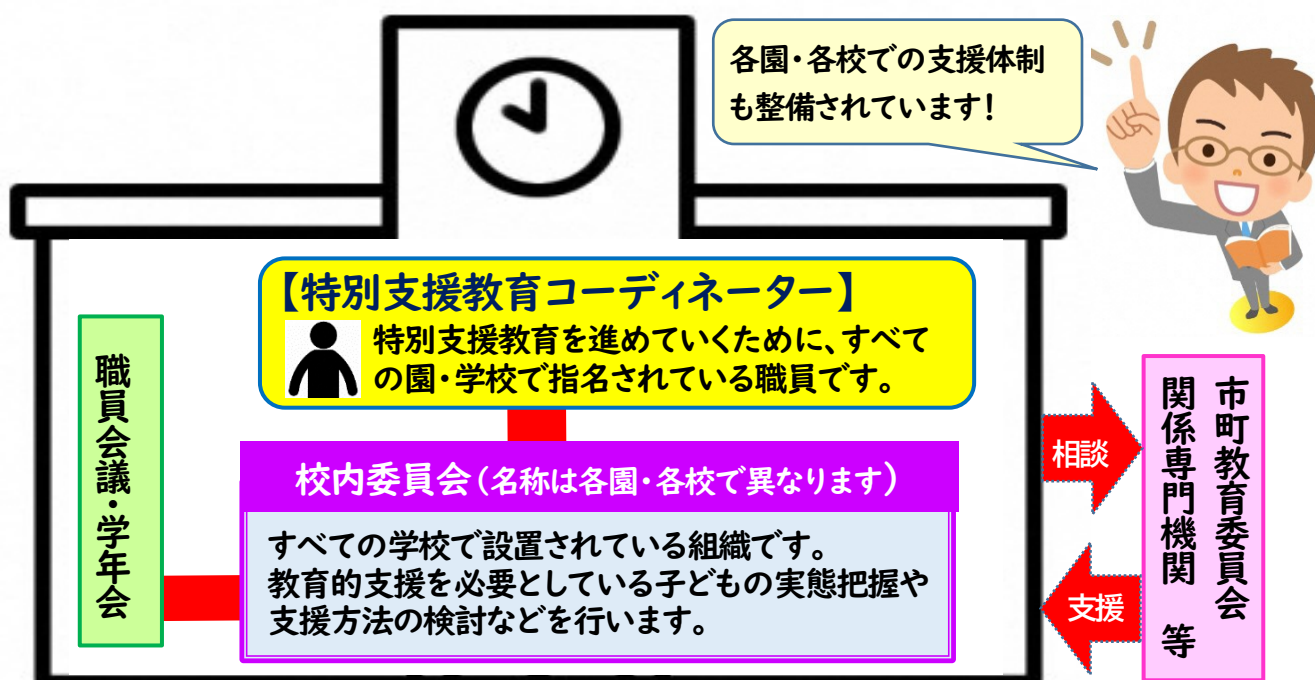 各園・各校での支援体制
も整備されています!
【特別支援教育コーディネーター】
特別支援教育を進めていくために、すべて
の園・学校で指名されている職員です。
職員会議・学年会
校内委員会(名称は各園・各校で異なります)
すべての学校で設置されている組織です。
教育的支援を必要としている子どもの実態把握や
支援方法の検討などを行います。
相談
支援
市町教育委員会
関係専門機関 等